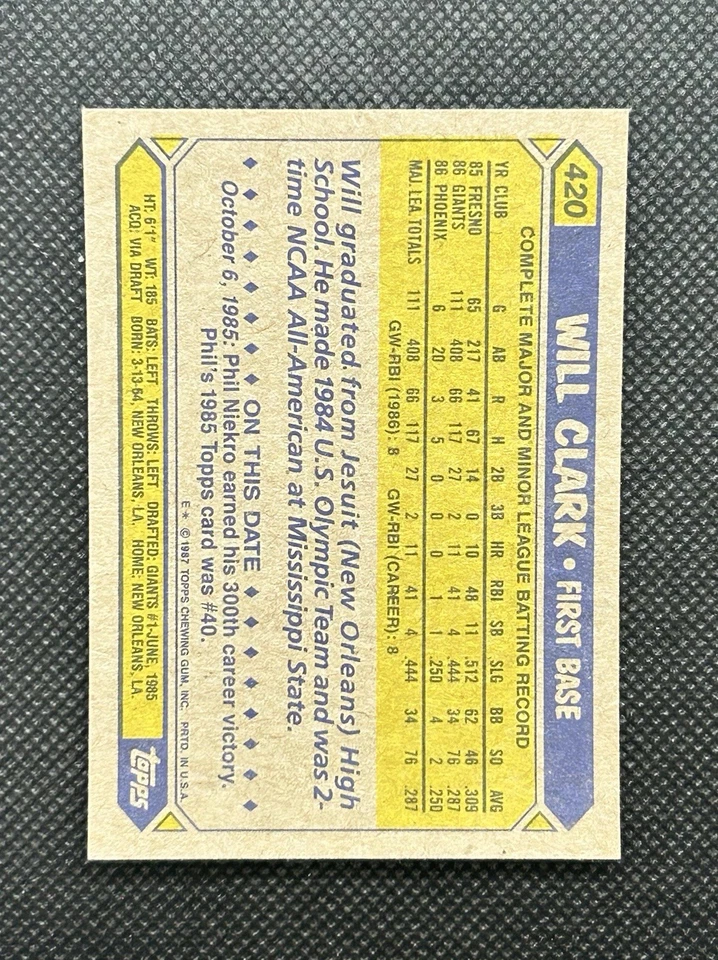 420 WILL CLARK • FIRST BASE
COMPLETE MAJOR AND MINOR LEAGUE BATTING RECORD
YR CLUB G AB R H 2B 3B HR RBI SB SLG BB SO AVG
85 FRESNO 65 217 41 67 14 0 10 48 11 .512 62 46 .309
86 GIANTS 111 408 66 117 27 2 11 41 4 .444 34 76 .287
86 PHOENIX 6 20 3 5 0 0 0 1 1 .250 4 2 .250
MAJ. LEA. TOTALS 111 408 66 117 27 2 11 41 4 .444 34 76 .287
GW-RBI (1986): 8 GW-RBI (CAREER): 8
Will graduated from Jesuit (New Orleans) High
School. He made 1984 U.S. Olympic Team and was 2-
time NCAA All-American at Mississippi State.
ON THIS DATE
October 6, 1985: Phil Niekro earned his 300th career victory.
Phil's 1985 Topps card was #40.
E* © 1987 TOPPS CHEWING GUM, INC. PRTD. IN U.S.A.
HT: 6'1" WT: 185 BATS: LEFT THROWS: LEFT DRAFTED: GIANTS #1-JUNE, 1985
ACQ: VIA DRAFT BORN: 3-13-64, NEW ORLEANS, LA. HOME: NEW ORLEANS, LA.
topps